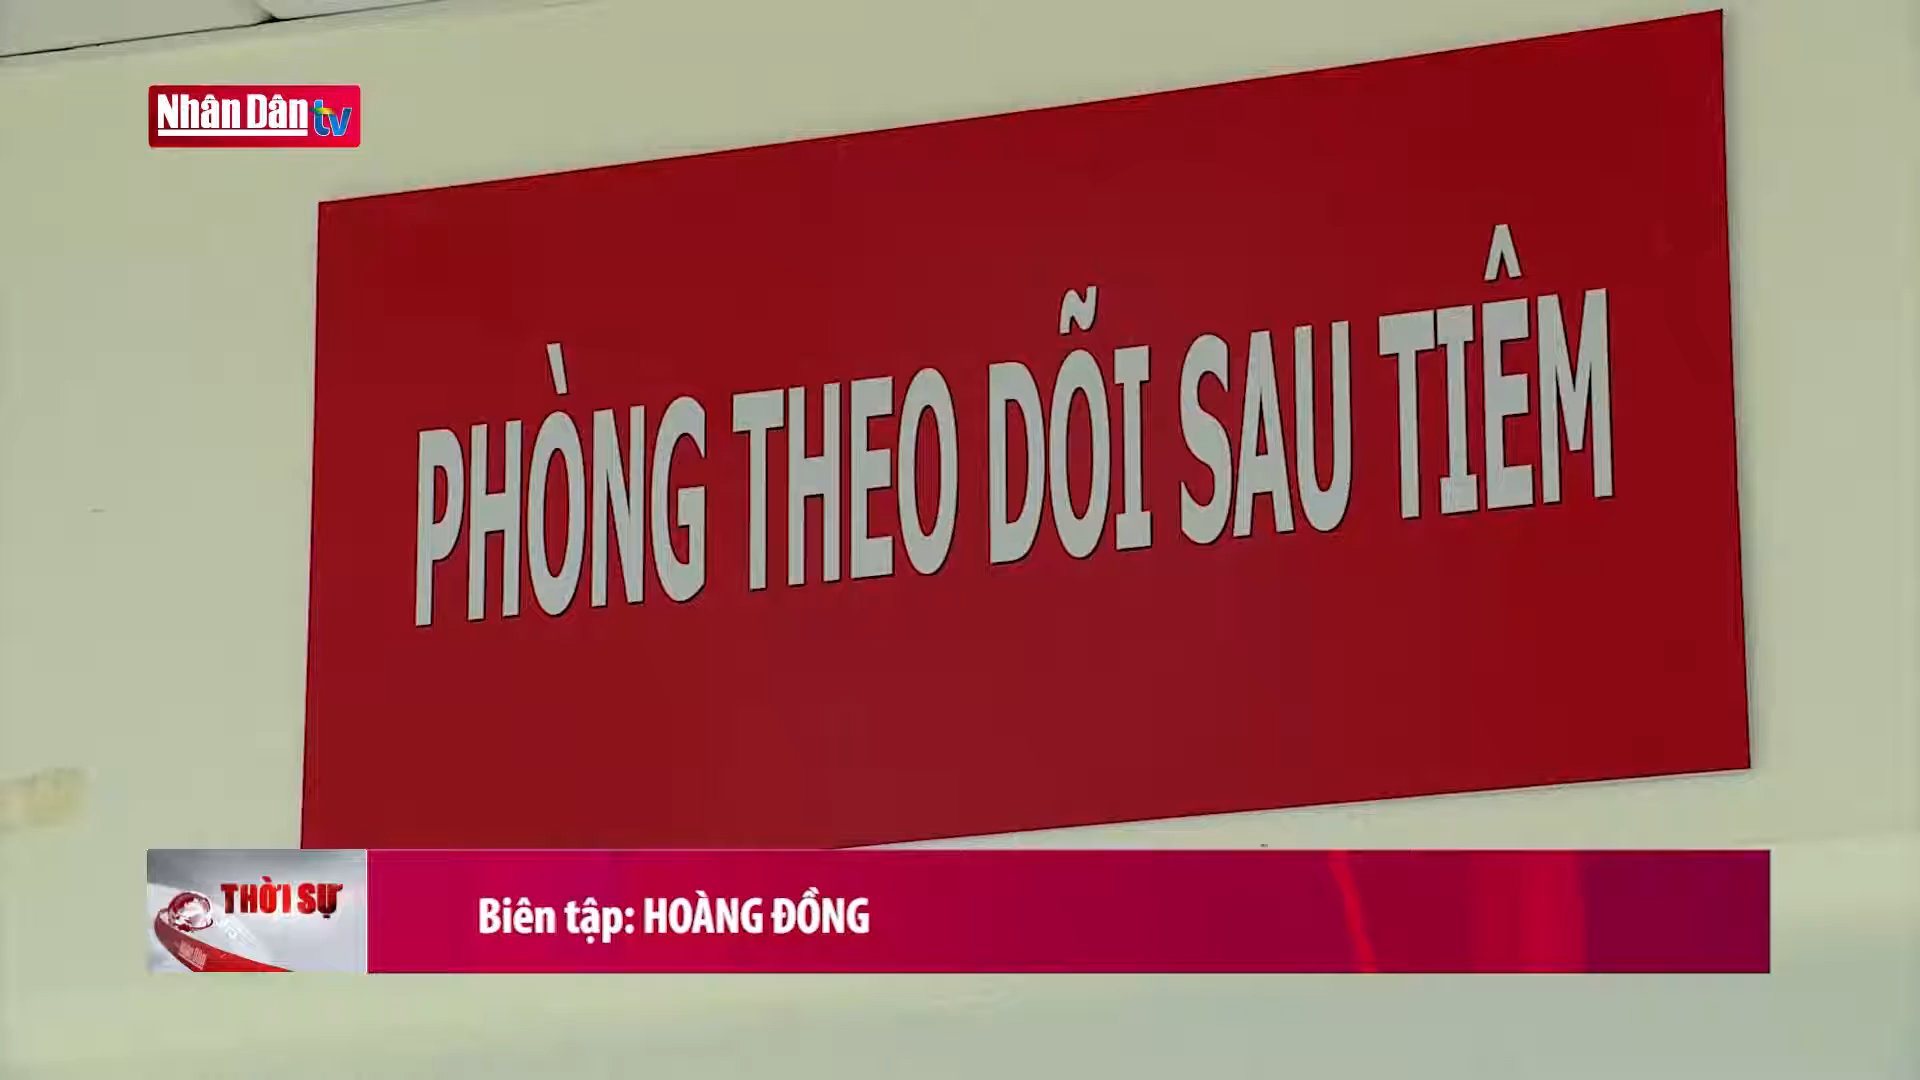 Nhân Dân tv
PHÒNG THEO DÕI SAU TIÊM
THỜI SỰ
Biên tập: HOÀNG ĐỒNG